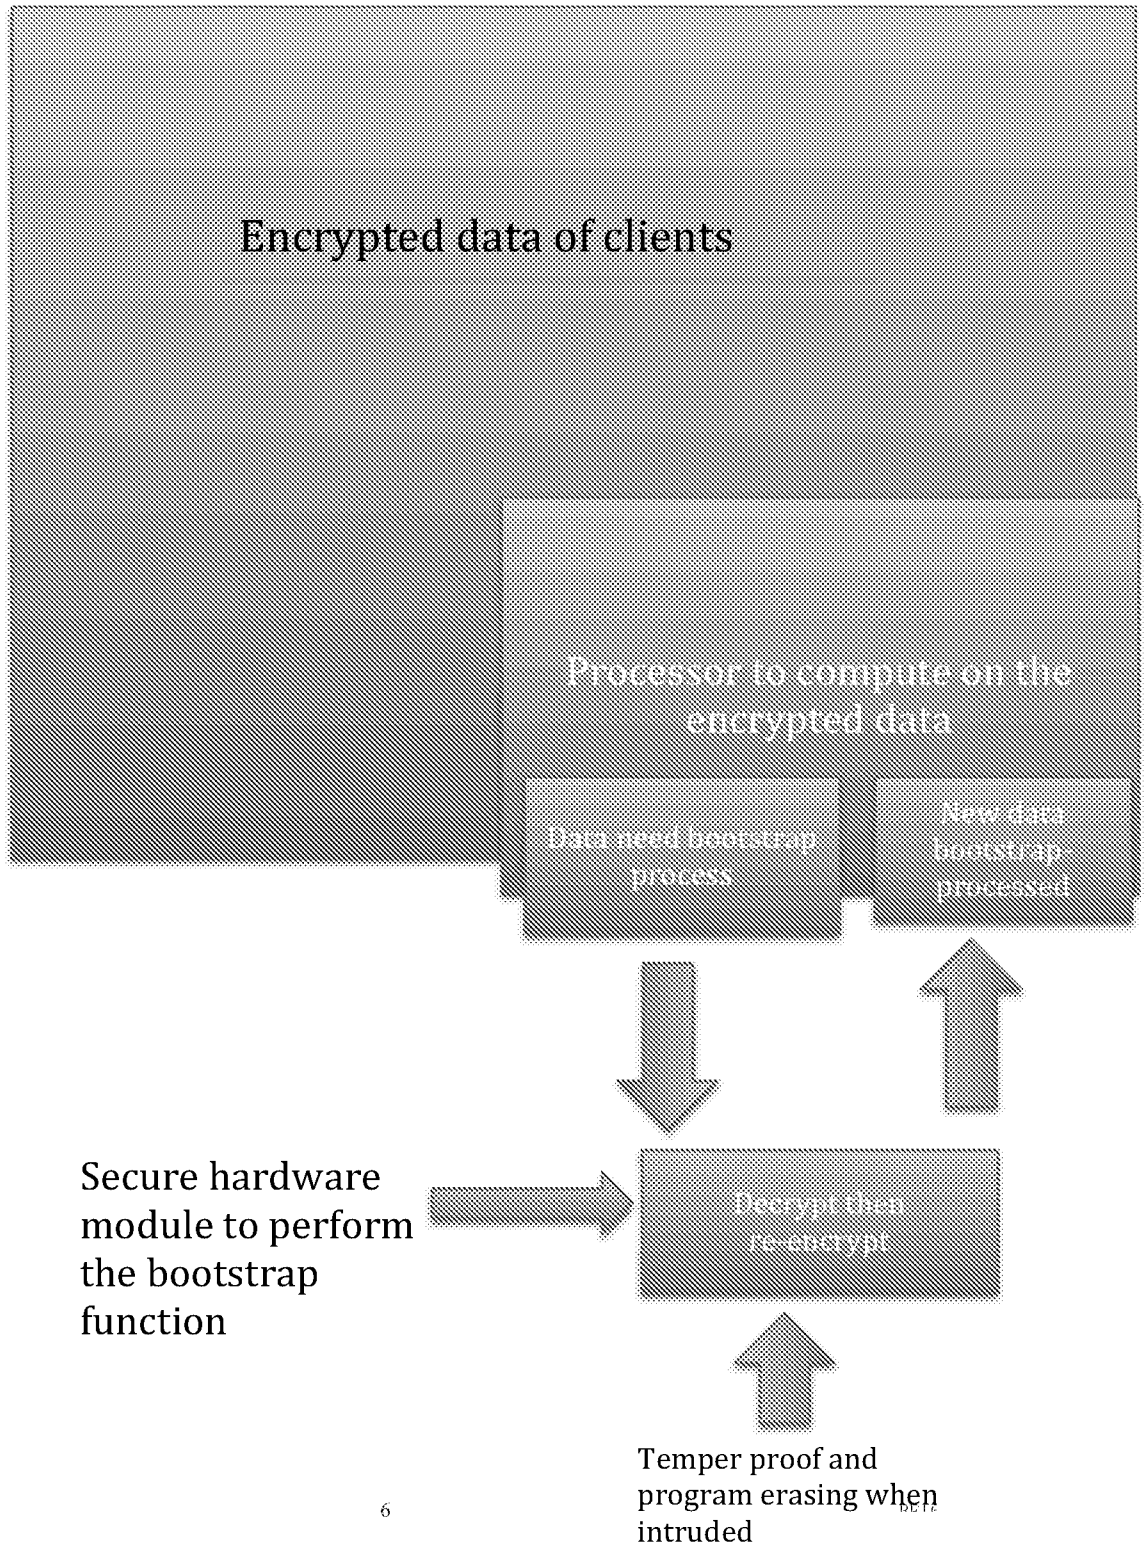 Encrypted data of clients
Processor to compute on the
encrypted data
Data need bootstrap
process
New data
bootstrap-
processed
Secure hardware
module to perform
the bootstrap
function
Decrypt then
re-encrypt
Temper proof and
program erasing when
intruded
6